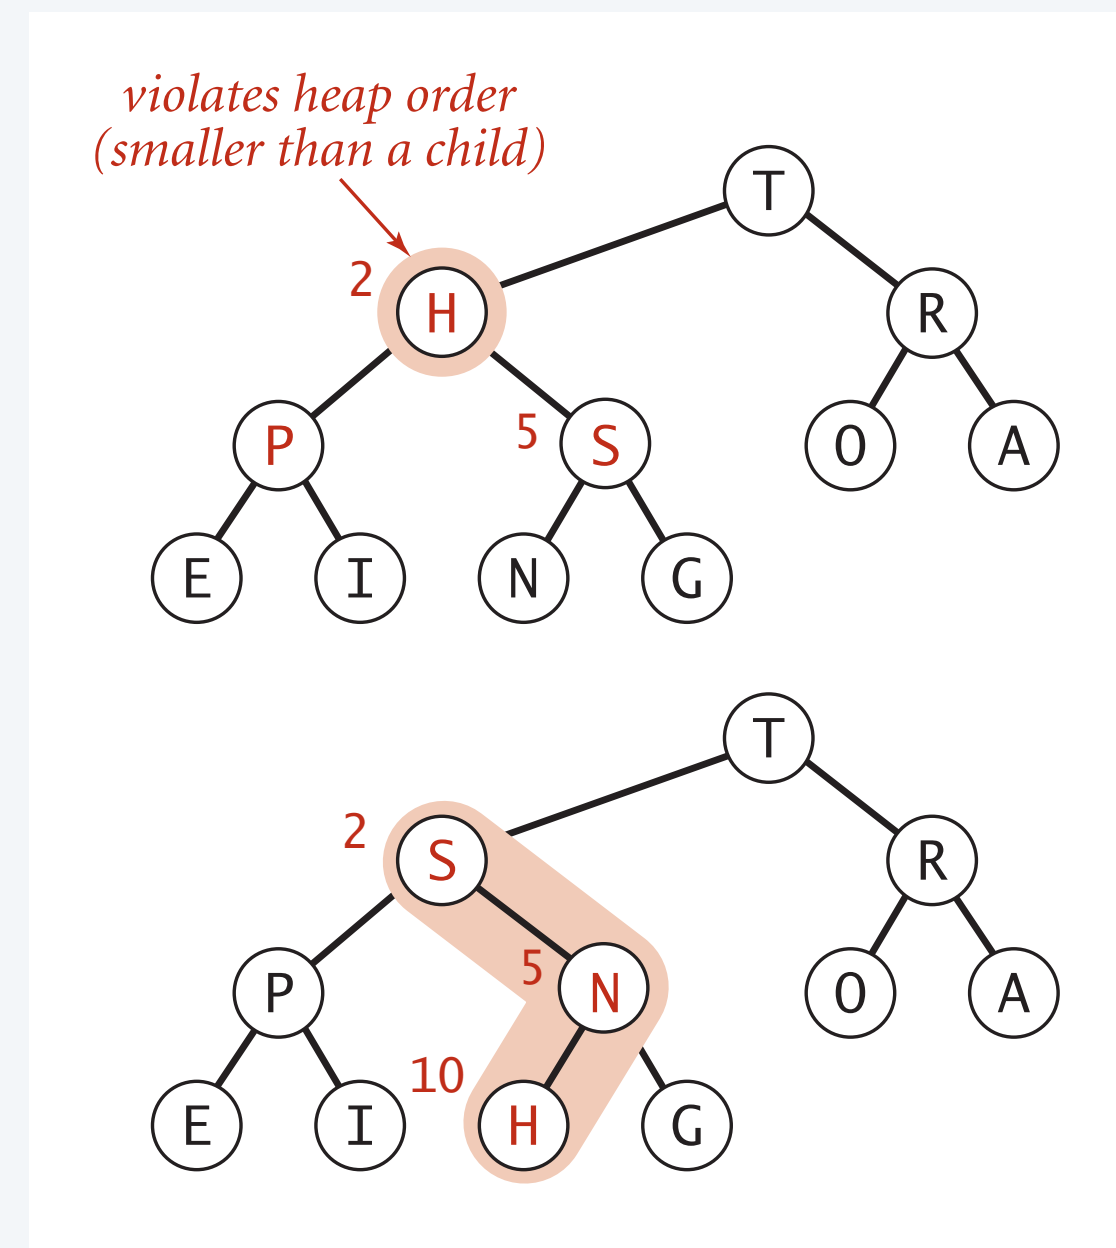 violates heap order
(smaller than a child)
T
2 H R
P 5 S O A
E I N G
T
2 S R
P 5 N O A
10
E I H G